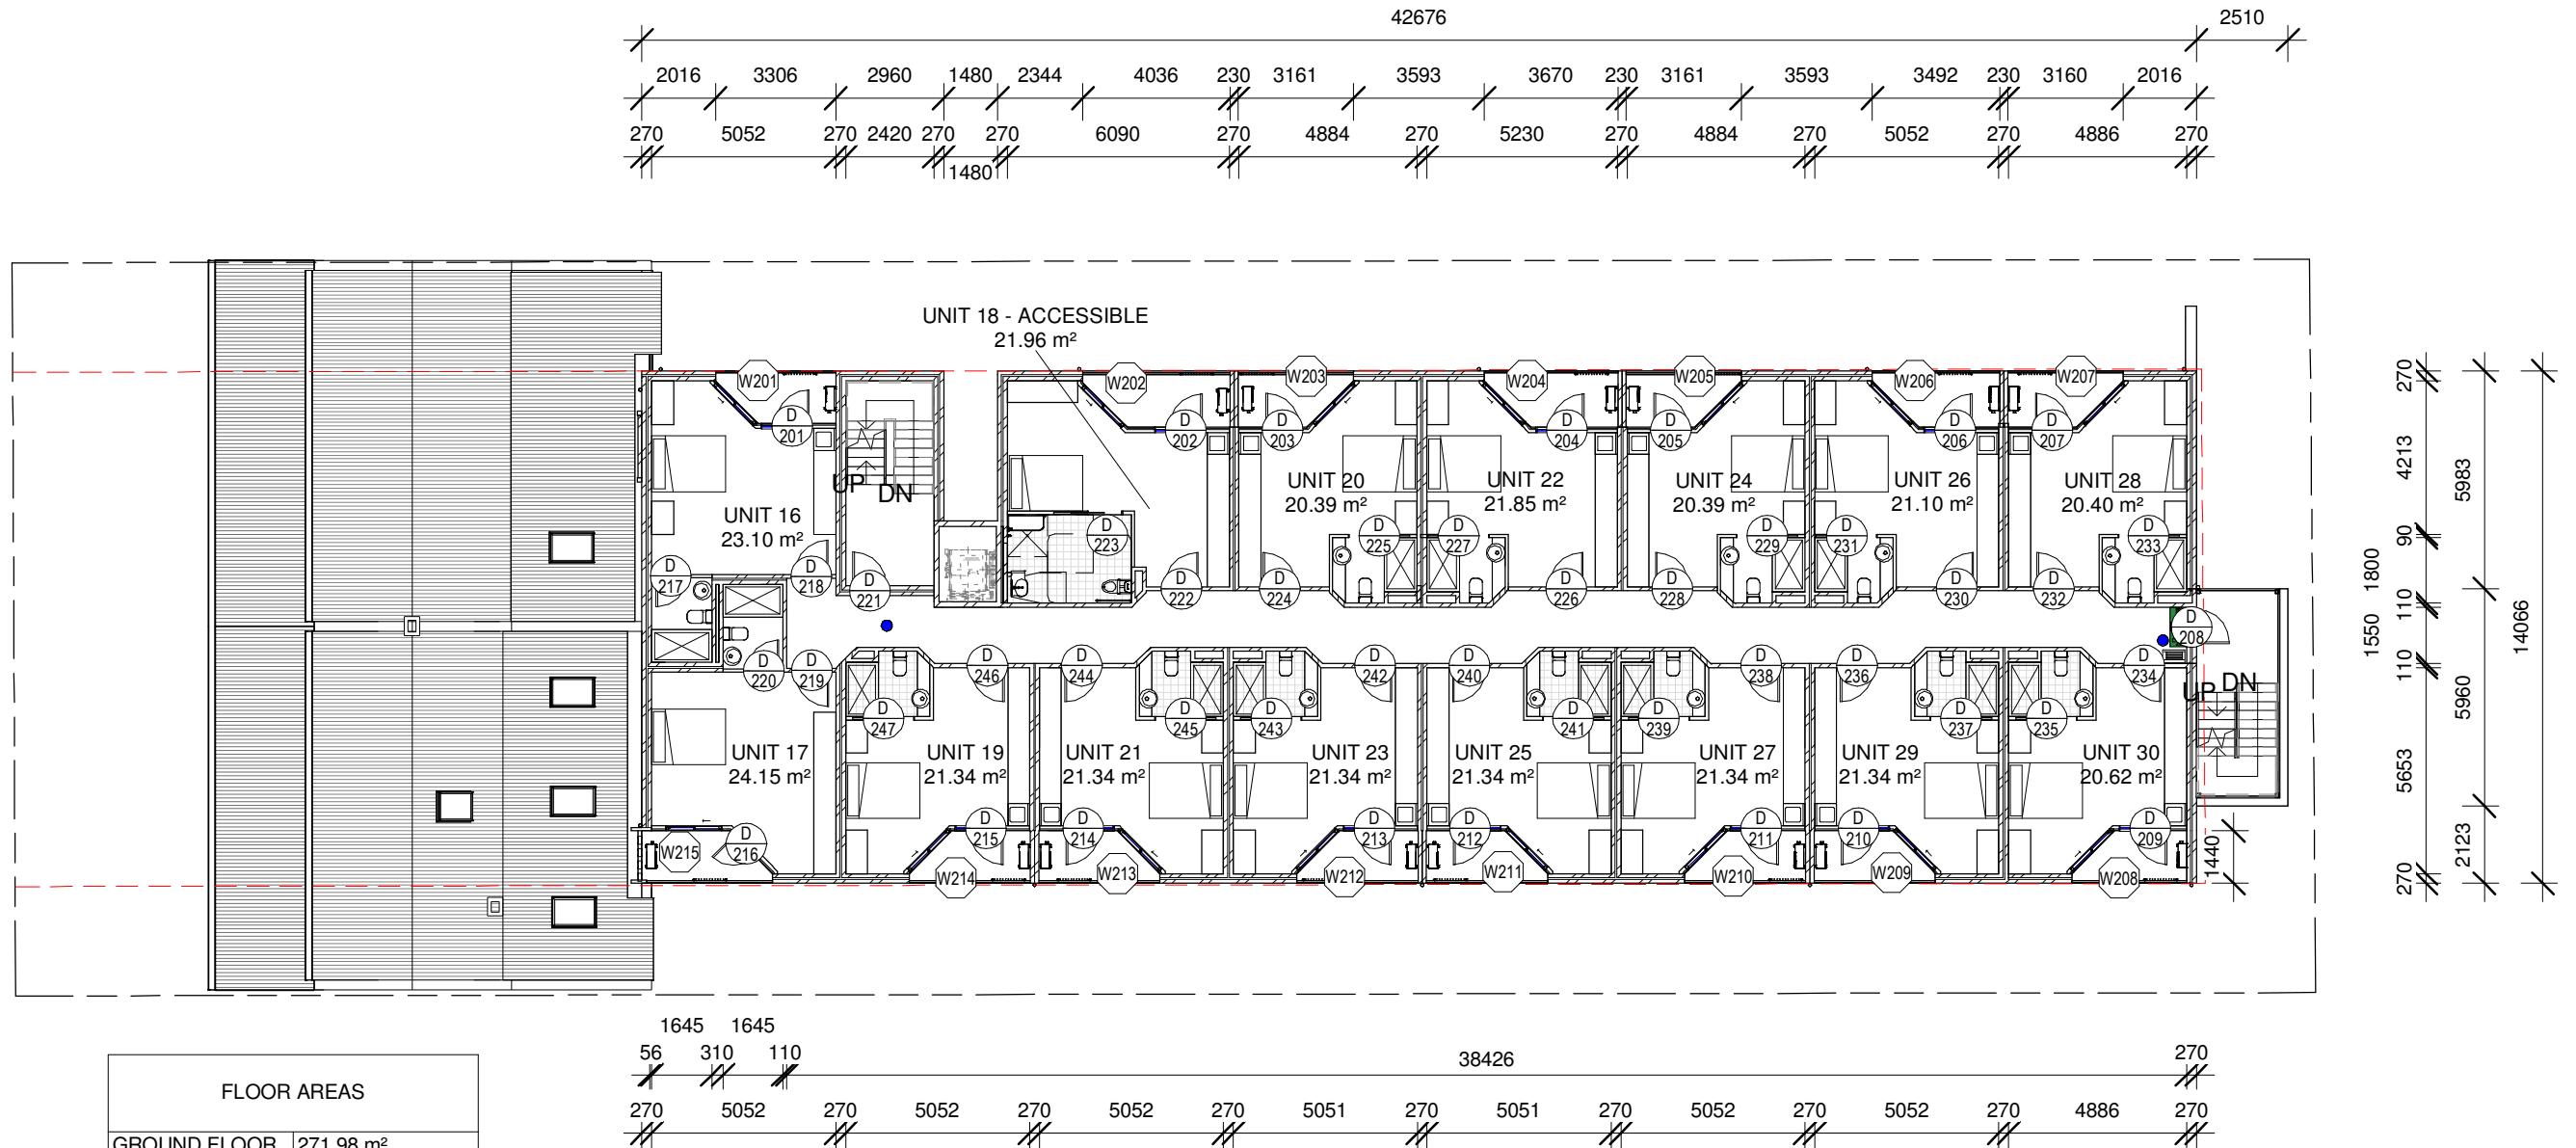 42676 2510
2016 3306 2960 1480 2344 4036 230 3161 3593 3670 230 3161 3593 3492 230 3160 2016
270 5052 270 2420 270 270 6090 270 4884 270 5230 270 4884 270 5052 270 4886 270
1480
UNIT 18 - ACCESSIBLE
21.96 m²
W201 W202 W203 W204 W205 W206 W207
D 201 D 202 D 203 D 204 D 205 D 206 D 207
UP DN
UNIT 16
23.10 m²
UNIT 20
20.39 m²
UNIT 22
21.85 m²
UNIT 24
20.39 m²
UNIT 26
21.10 m²
UNIT 28
20.40 m²
D 223 D 225 D 227 D 229 D 231 D 233
D 217 D 218 D 221 D 222 D 224 D 226 D 228 D 230 D 232
D 208
D 220 D 219 D 246 D 244 D 242 D 240 D 238 D 236 D 234
UP DN
D 247 D 245 D 243 D 241 D 239 D 237 D 235
UNIT 17
24.15 m²
UNIT 19
21.34 m²
UNIT 21
21.34 m²
UNIT 23
21.34 m²
UNIT 25
21.34 m²
UNIT 27
21.34 m²
UNIT 29
21.34 m²
UNIT 30
20.62 m²
D 216 D 215 D 214 D 213 D 212 D 211 D 210 D 209
W215 W214 W213 W212 W211 W210 W209 W208
270 4213 90 110 110 5653 270
1800 1550
5983 5960 2123
1440
14066
1645 1645
56 310 110 38426 270
270 5052 270 5052 270 5052 270 5051 270 5051 270 5052 270 5052 270 4886 270
FLOOR AREAS
GROUND FLOOR 271.98 m²